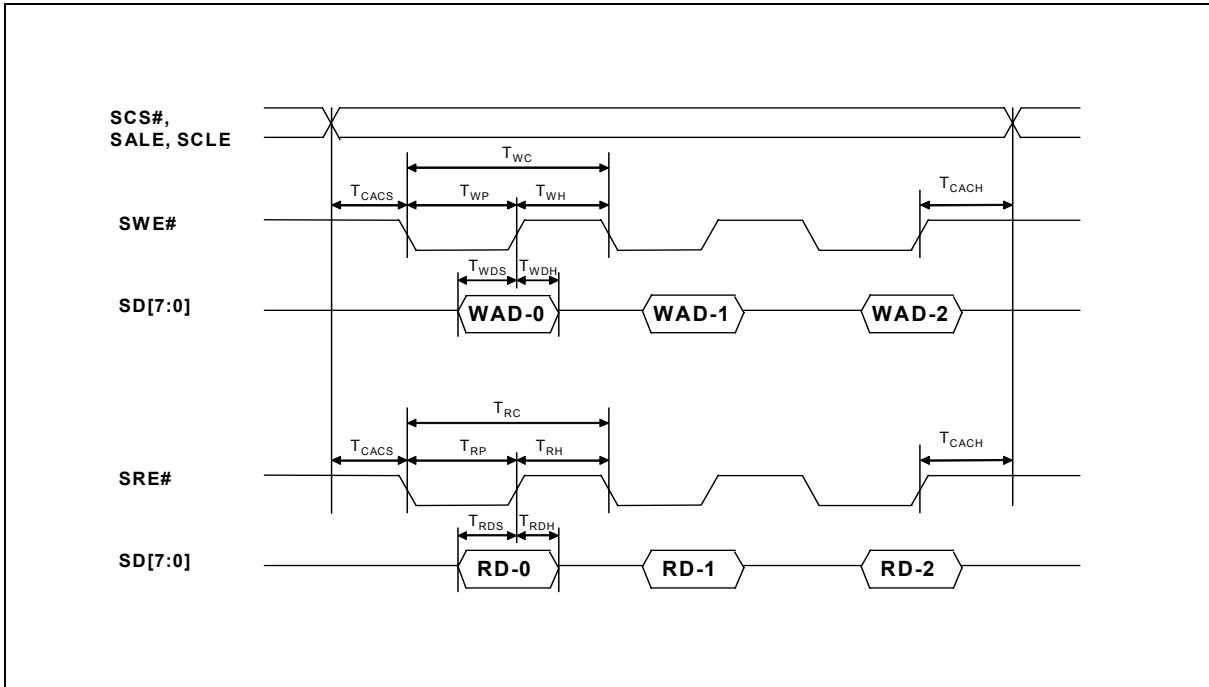 SCS#,
SALE, SCLE
TWC
TCACS TWP TWH TCACH
SWE#
TWDS TWDH
SD[7:0] WAD-0 WAD-1 WAD-2
TRC
TCACS TRP TRH TCACH
SRE#
TRDS TRDH
SD[7:0] RD-0 RD-1 RD-2